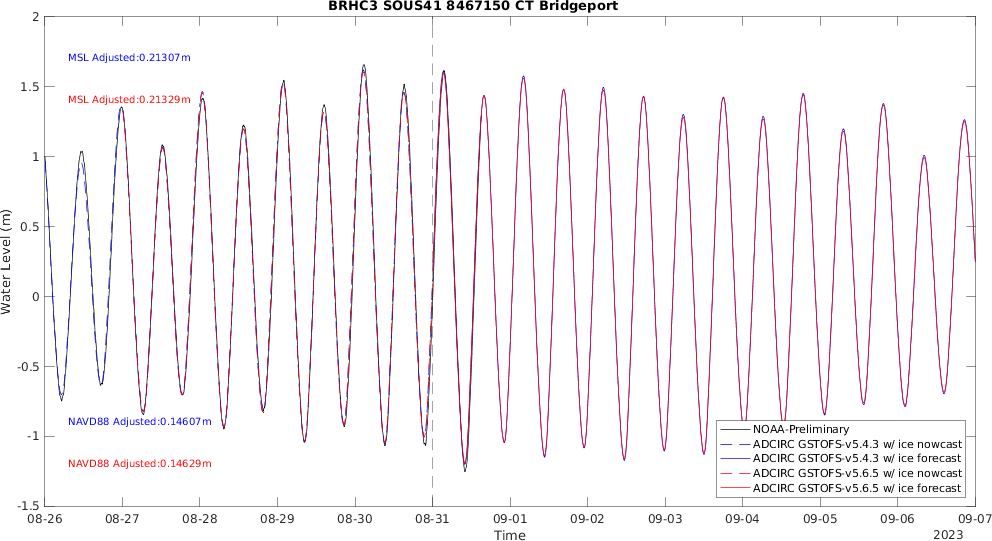 BRHC3 SOUS41 8467150 CT Bridgeport
2
1.5
1
0.5
0
-0.5
-1
-1.5
Water Level (m)
MSL Adjusted:0.21307m
MSL Adjusted:0.21329m
NAVD88 Adjusted:0.14607m
NAVD88 Adjusted:0.14629m
NOAA-Preliminary
ADCIRC GSTOFS-v5.4.3 w/ ice nowcast
ADCIRC GSTOFS-v5.4.3 w/ ice forecast
ADCIRC GSTOFS-v5.6.5 w/ ice nowcast
ADCIRC GSTOFS-v5.6.5 w/ ice forecast
08-26 08-27 08-28 08-29 08-30 08-31 09-01 09-02 09-03 09-04 09-05 09-06 09-07
Time
2023